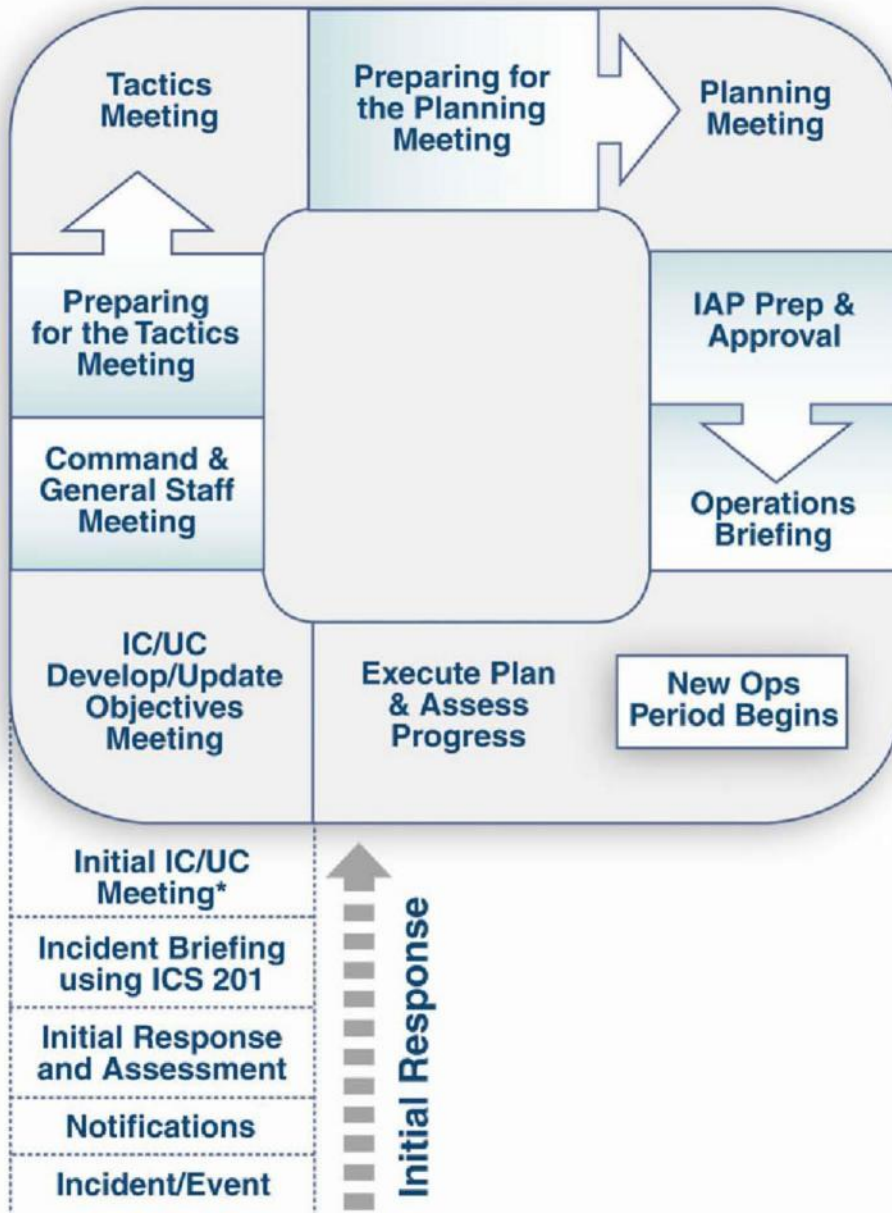 Tactics
Meeting
Preparing for
the Planning
Meeting
Planning
Meeting
Preparing
for the Tactics
Meeting
IAP Prep &
Approval
Command &
General Staff
Meeting
Operations
Briefing
IC/UC
Develop/Update
Objectives
Meeting
Execute Plan
& Assess
Progress
New Ops
Period Begins
Initial IC/UC
Meeting*
Incident Briefing
using ICS 201
Initial Response
and Assessment
Notifications
Incident/Event
Initial Response